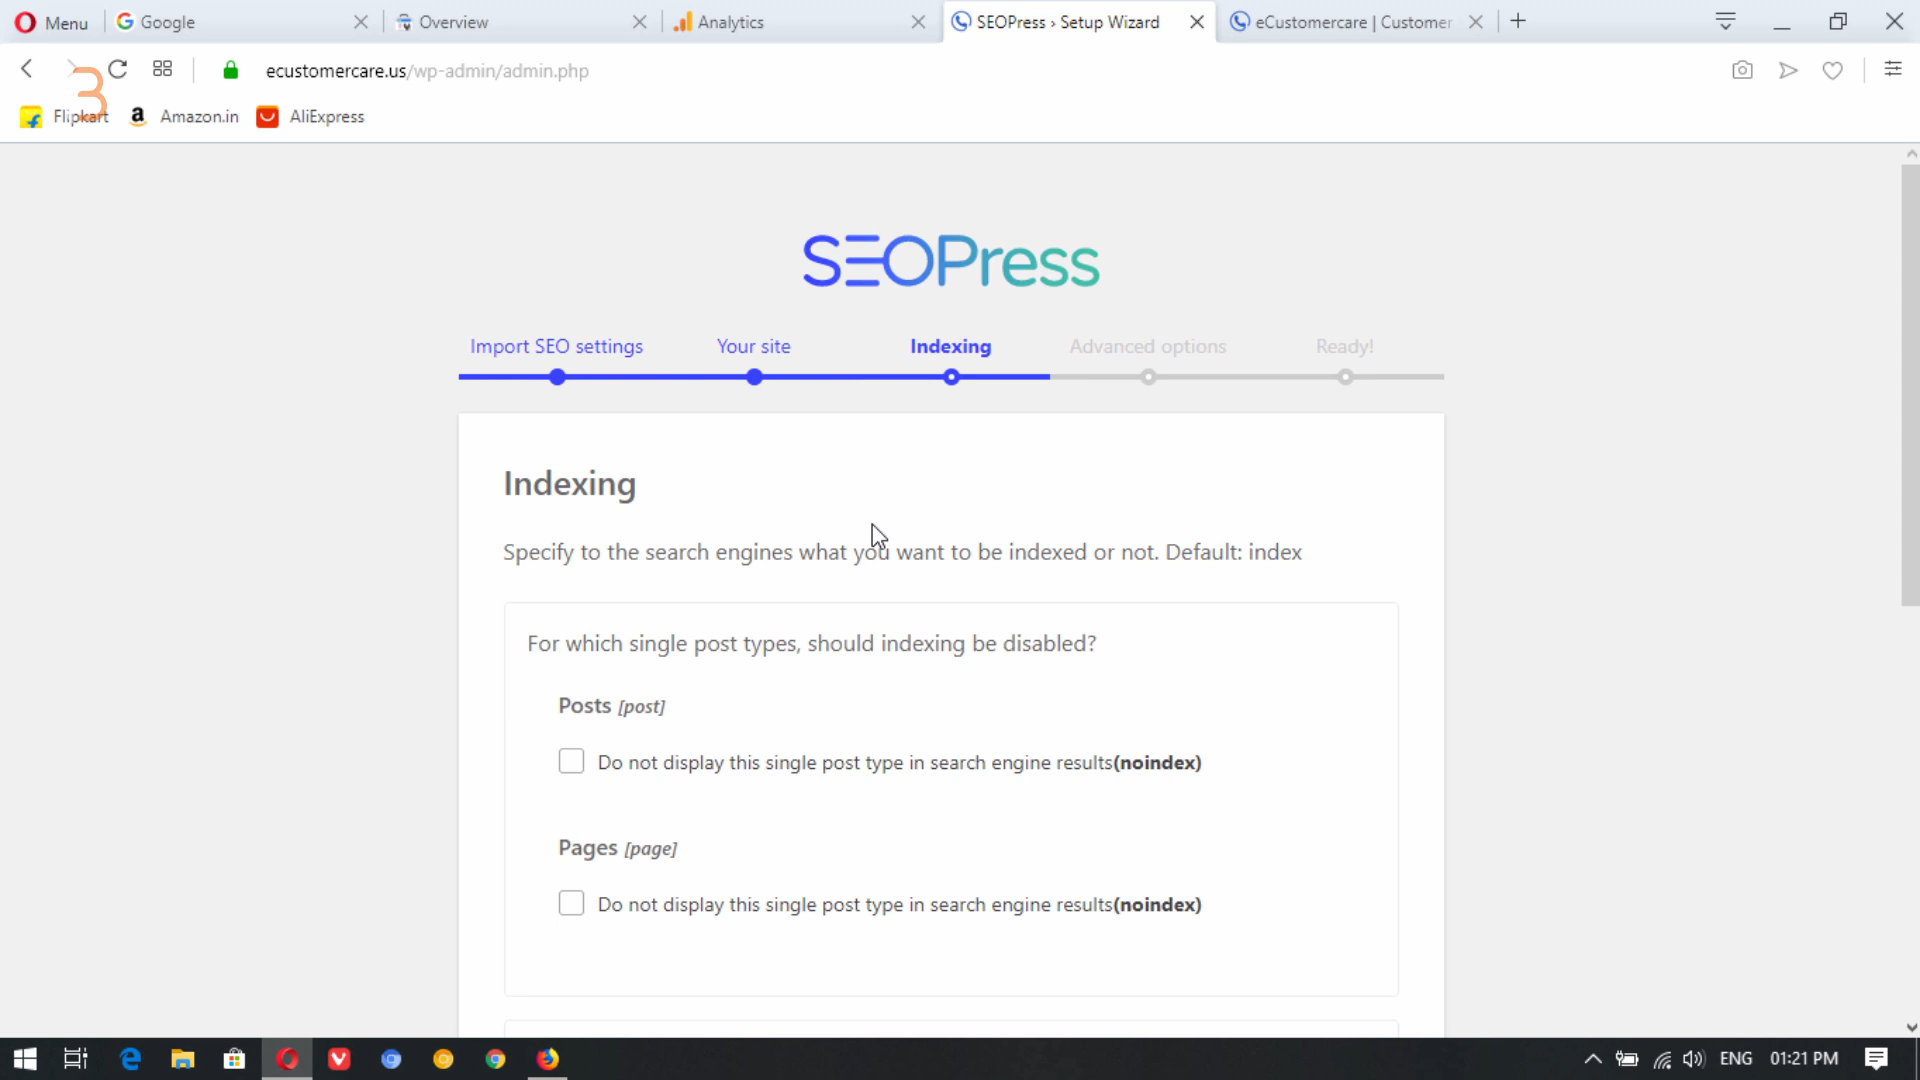 Menu
Google
Overview
Analytics
SEOPress › Setup Wizard
eCustomercare | Customer
ecustomercare.us/wp-admin/admin.php
3
Flipkart
Amazon.in
AliExpress
SEOPress
Import SEO settings
Your site
Indexing
Advanced options
Ready!
Indexing
Specify to the search engines what you want to be indexed or not. Default: index
For which single post types, should indexing be disabled?
Posts [post]
Do not display this single post type in search engine results(noindex)
Pages [page]
Do not display this single post type in search engine results(noindex)
ENG
01:21 PM